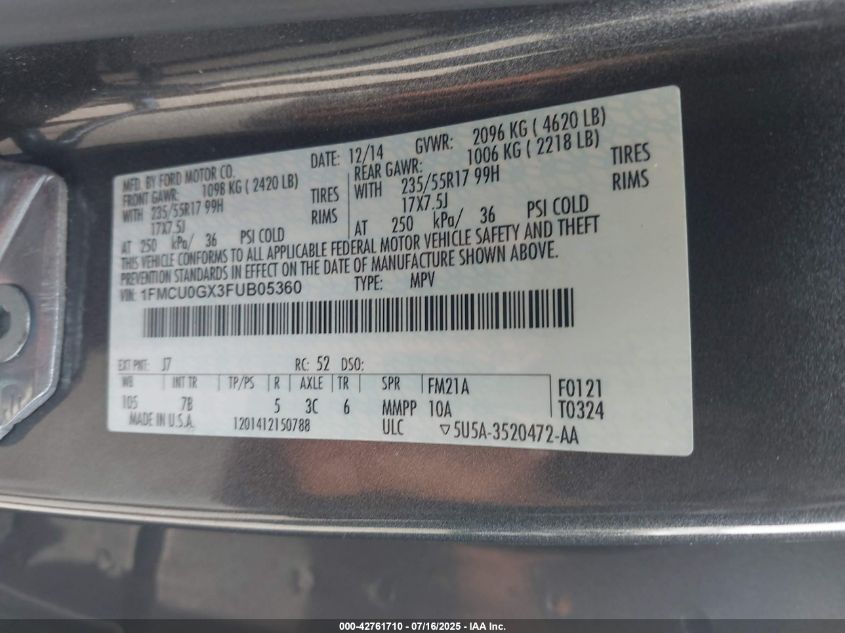 MFD. BY FORD MOTOR CO. DATE: 12/14 GVWR: 2096 KG ( 4620 LB)
FRONT GAWR: 1098 KG ( 2420 LB) REAR GAWR: 1006 KG ( 2218 LB)
WITH 235/55R17 99H TIRES WITH 235/55R17 99H TIRES
17X7.5J RIMS 17X7.5J RIMS
AT 250 kPa/ 36 PSI COLD AT 250 kPa/ 36 PSI COLD
THIS VEHICLE CONFORMS TO ALL APPLICABLE FEDERAL MOTOR VEHICLE SAFETY AND THEFT
PREVENTION STANDARDS IN EFFECT ON THE DATE OF MANUFACTURE SHOWN ABOVE.
VIN: 1FMCU0GX3FUB05360 TYPE: MPV
EXT PNT: J7 RC: 52 DSO:
WB INT TR TP/PS R AXLE TR SPR FM21A F0121
105 7B 5 3C 6 MMPP 10A T0324
MADE IN U.S.A. 1201412150788 ULC ▽5U5A-3520472-AA
000-42761710 - 07/16/2025 - IAA Inc.